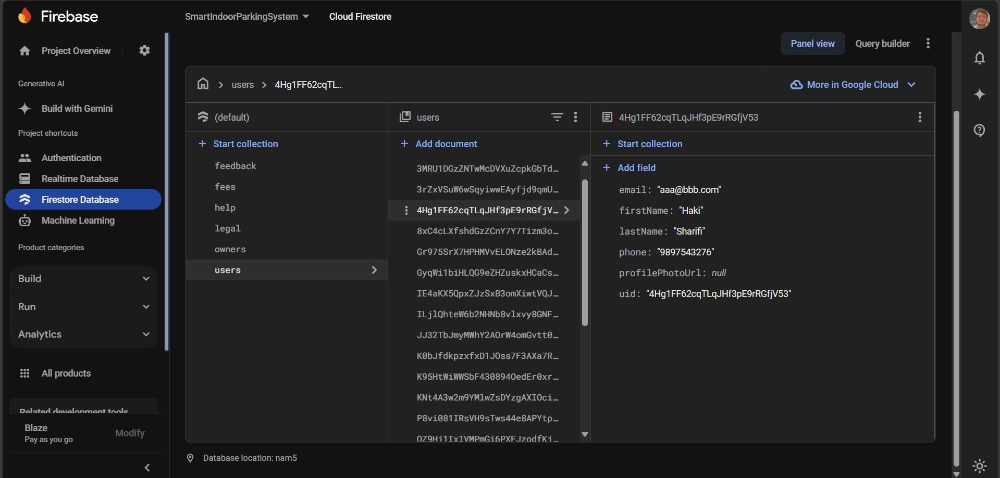 Firebase
SmartIndoorParkingSystem
Cloud Firestore
Project Overview
Generative AI
Build with Gemini
Project shortcuts
Authentication
Realtime Database
Firestore Database
Machine Learning
Product categories
Build
Run
Analytics
All products
Related development tools
Blaze
Pay as you go
Modify
Panel view
Query builder
users
4Hg1FF62cqTL...
More in Google Cloud
(default)
Start collection
feedback
fees
help
legal
owners
users
users
Add document
3MRU1DGzZNTwMcDVXuZcpkGbTd…
3rZxVSuW6wSqyiwwEAyfjd9qmU…
4Hg1FF62cqTLqJHf3pE9rRGfjV…
8xC4cLXfshdGzZCnY7Y7Tizm3o…
Gr975SrX7HPHMVvELONze2kBAd…
GyqWi1biHLQG9eZHZuskxHCaCs…
IE4aKX5QpxZJzSxB3omXiwtVQJ…
ILjlQhteW6b2NHNb8vlxvy8GNF…
JJ32TbJmyMWhY2AOrW4omGvtt0…
K0bJfdkpzxfxD1JOss7F3AXa7R…
K95HtWiWWSbF430894OedEr0xr…
KNt4A3w2m9YMlwZsDYzgAXIOci…
P8vi081IRsVH9sTws44e8APYtp…
4Hg1FF62cqTLqJHf3pE9rRGfjV53
Start collection
Add field
email: "aaa@bbb.com"
firstName: "Haki"
lastName: "Sharifi"
phone: "9897543276"
profilePhotoUrl: null
uid: "4Hg1FF62cqTLqJHf3pE9rRGfjV53"
Database location: nam5